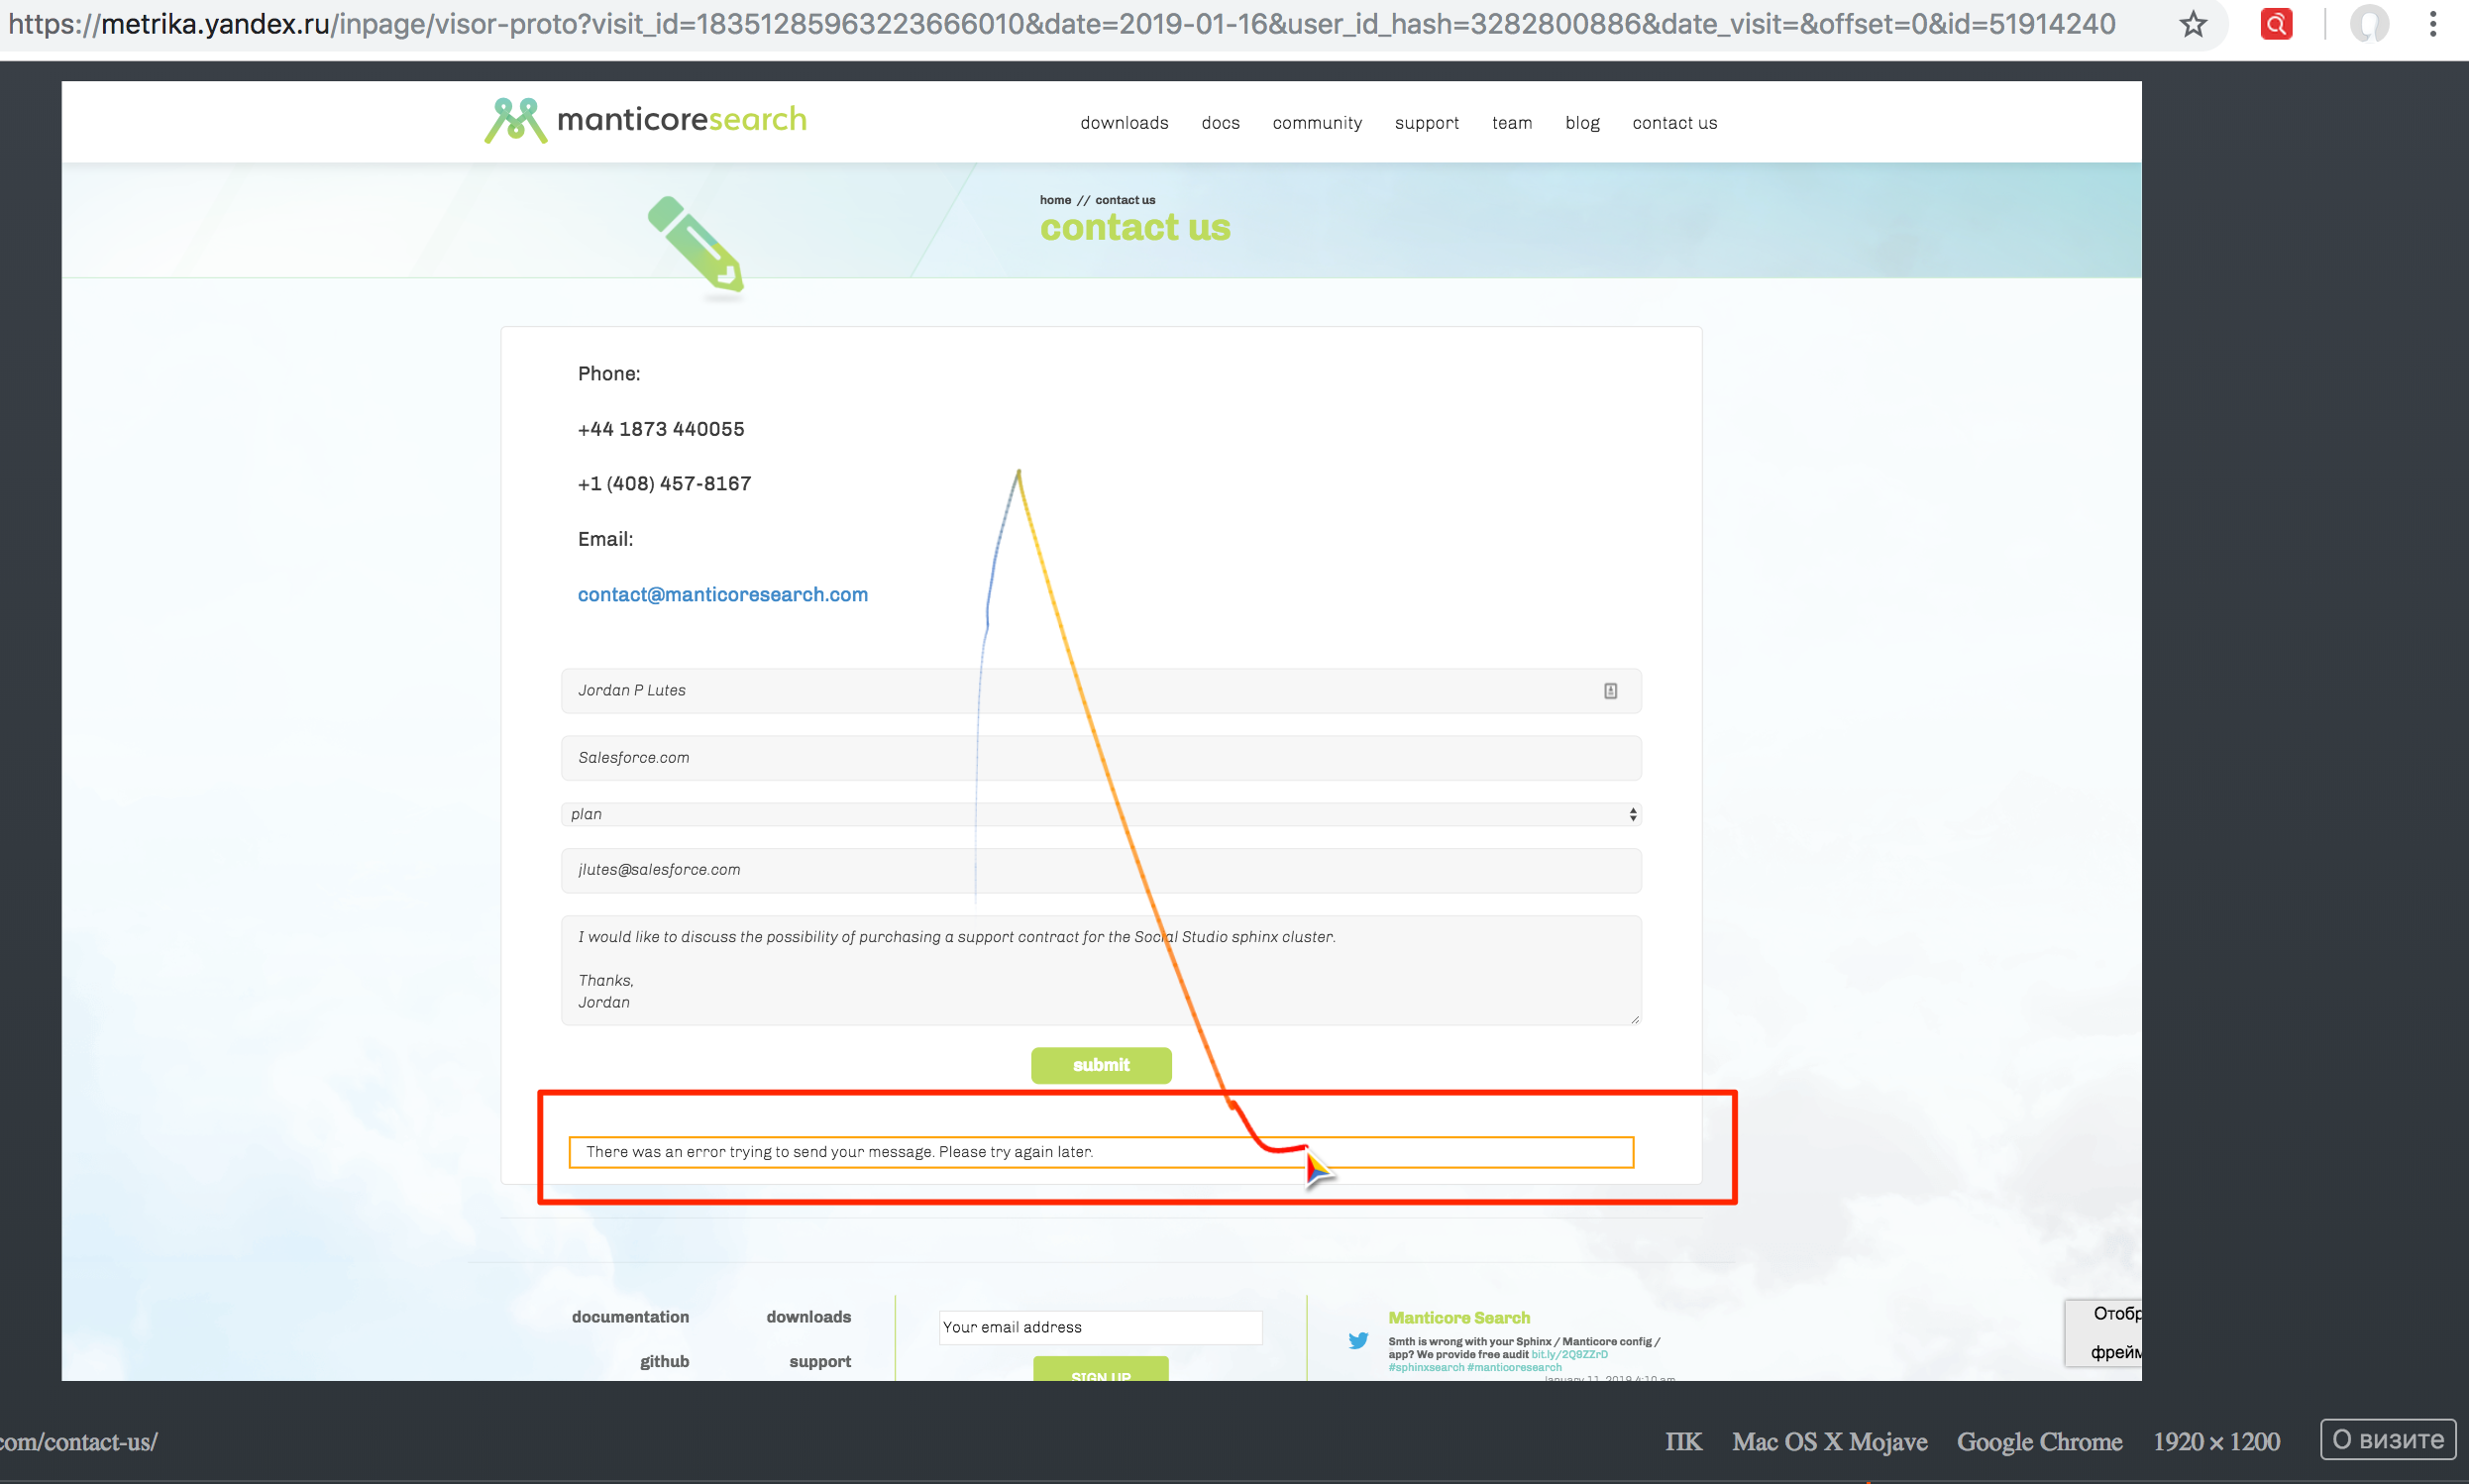 https://metrika.yandex.ru/inpage/visor-proto?visit_id=18351285963223666010&date=2019-01-16&user_id_hash=3282800886&date_visit=&offset=0&id=51914240
manticoresearch
downloads docs community support team blog contact us
home // contact us
contact us
Phone:
+44 1873 440055
+1 (408) 457-8167
Email:
contact@manticoresearch.com
Jordan P Lutes
Salesforce.com
plan
jlutes@salesforce.com
I would like to discuss the possibility of purchasing a support contract for the Social Studio sphinx cluster.
Thanks,
Jordan
submit
There was an error trying to send your message. Please try again later.
documentation downloads
github support
Your email address
SIGN UP
Manticore Search
Smth is wrong with your Sphinx / Manticore config /
app? We provide free audit bit.ly/2Q9ZZrD
#sphinxsearch #manticoresearch
January 11, 2019 4:10 am
Отобр
фрейм
com/contact-us/
ПК Mac OS X Mojave Google Chrome 1920 × 1200 О визите